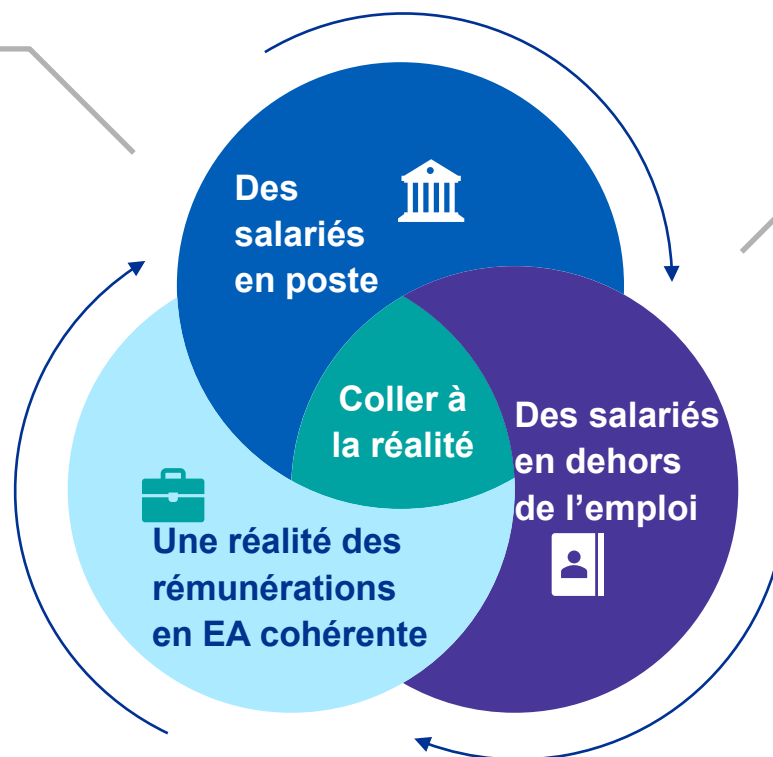 Des
salariés
en poste
Coller à
la réalité
Des salariés
en dehors
de l’emploi
Une réalité des
rémunérations
en EA cohérente